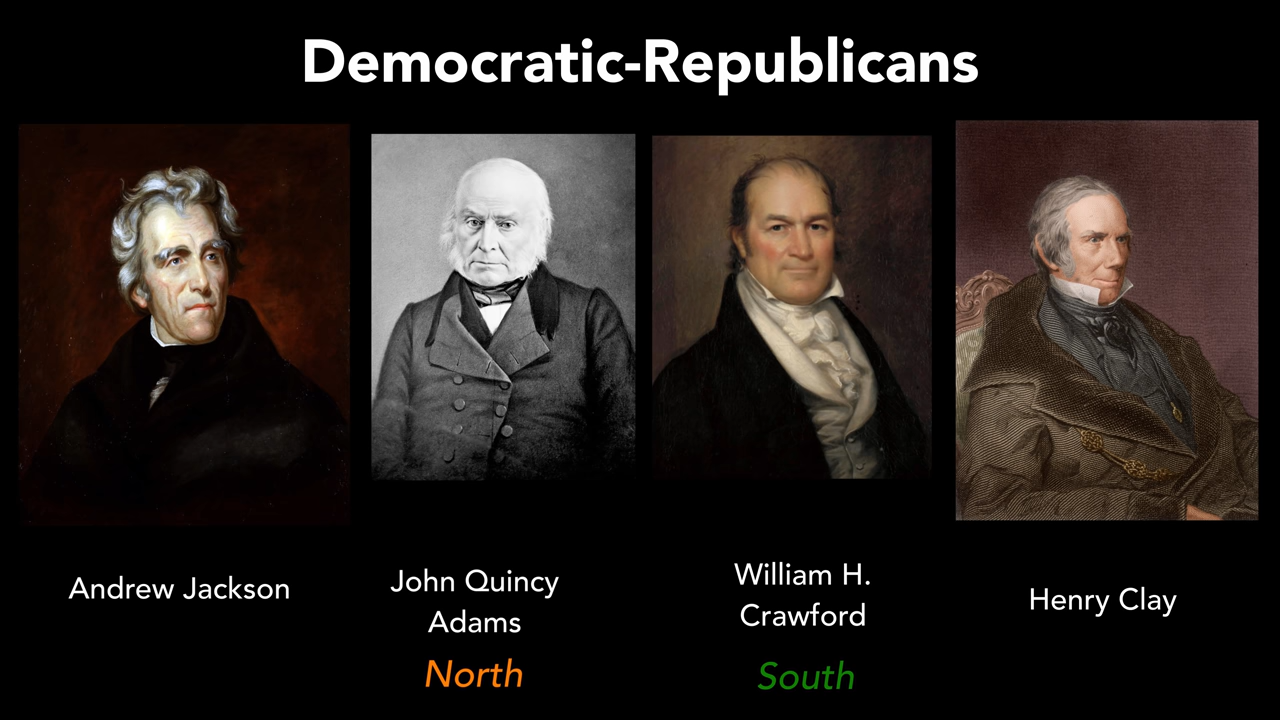 Democratic-Republicans
Andrew Jackson
John Quincy
Adams
North
William H.
Crawford
South
Henry Clay